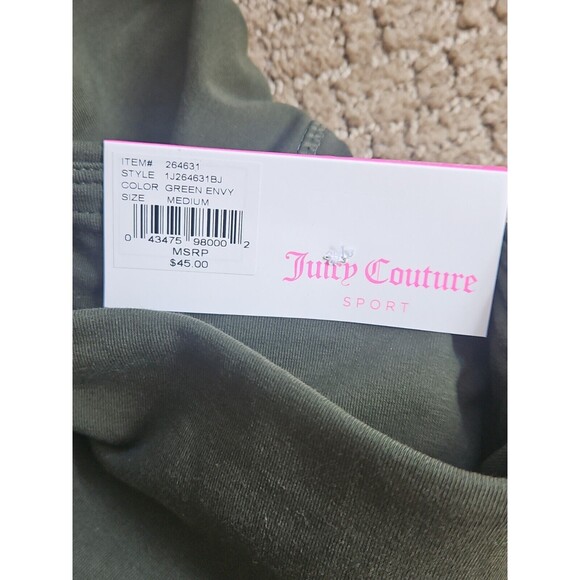 ITEM# 264631
STYLE 1J264631BJ
COLOR GREEN ENVY
SIZE MEDIUM
0 43475 98000 2
MSRP
$45.00
Juicy Couture
SPORT